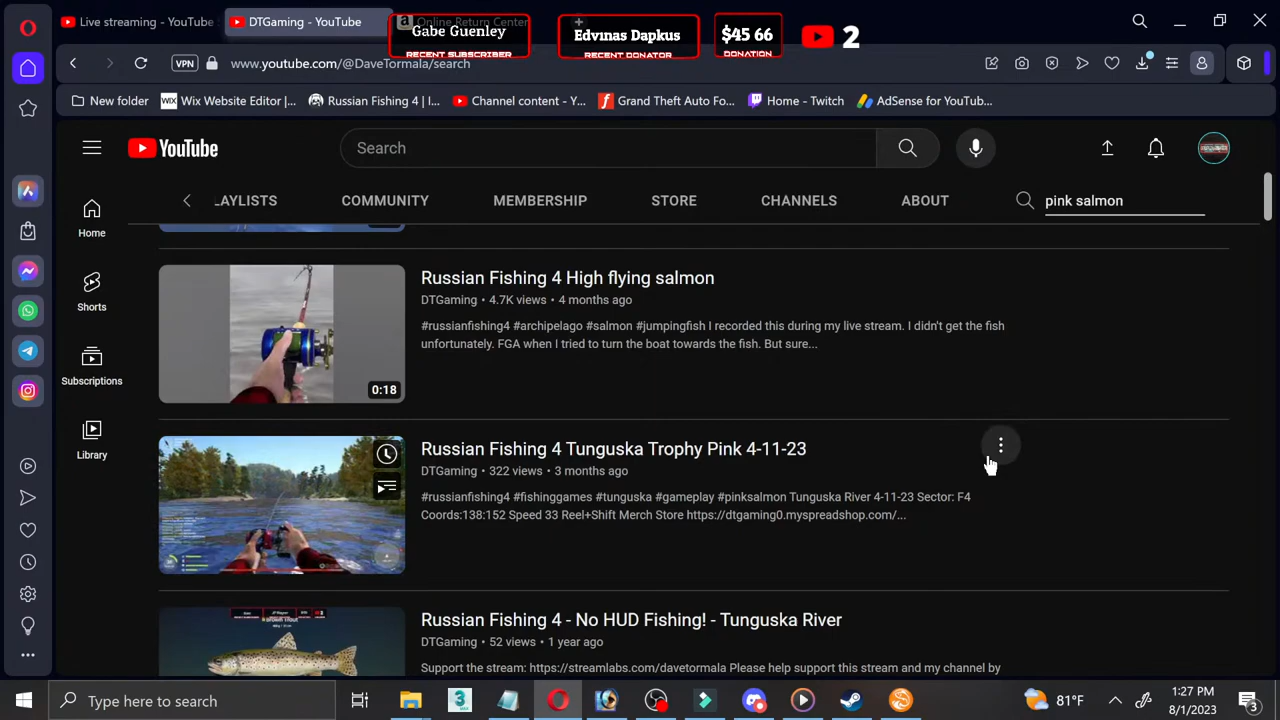 Live streaming - YouTube
DTGaming - YouTube
Online Return Center
Gabe Guenley
RECENT SUBSCRIBER
Edvinas Dapkus
RECENT DONATOR
$45 66
DONATION
2
VPN
www.youtube.com/@DaveTormala/search
New folder
WIX Wix Website Editor |...
Russian Fishing 4 | I...
Channel content - Y...
Grand Theft Auto Fo...
Home - Twitch
AdSense for YouTub...
YouTube
Search
LAYLISTS
COMMUNITY
MEMBERSHIP
STORE
CHANNELS
ABOUT
pink salmon
Home
Shorts
Subscriptions
Library
Russian Fishing 4 High flying salmon
DTGaming • 4.7K views • 4 months ago
#russianfishing4 #archipelago #salmon #jumpingfish I recorded this during my live stream. I didn't get the fish
unfortunately. FGA when I tried to turn the boat towards the fish. But sure...
0:18
Russian Fishing 4 Tunguska Trophy Pink 4-11-23
DTGaming • 322 views • 3 months ago
#russianfishing4 #fishinggames #tunguska #gameplay #pinksalmon Tunguska River 4-11-23 Sector: F4
Coords:138:152 Speed 33 Reel+Shift Merch Store https://dtgaming0.myspreadshop.com/...
Russian Fishing 4 - No HUD Fishing! - Tunguska River
DTGaming • 52 views • 1 year ago
Support the stream: https://streamlabs.com/davetormala Please help support this stream and my channel by
Type here to search
81°F
1:27 PM
8/1/2023
3